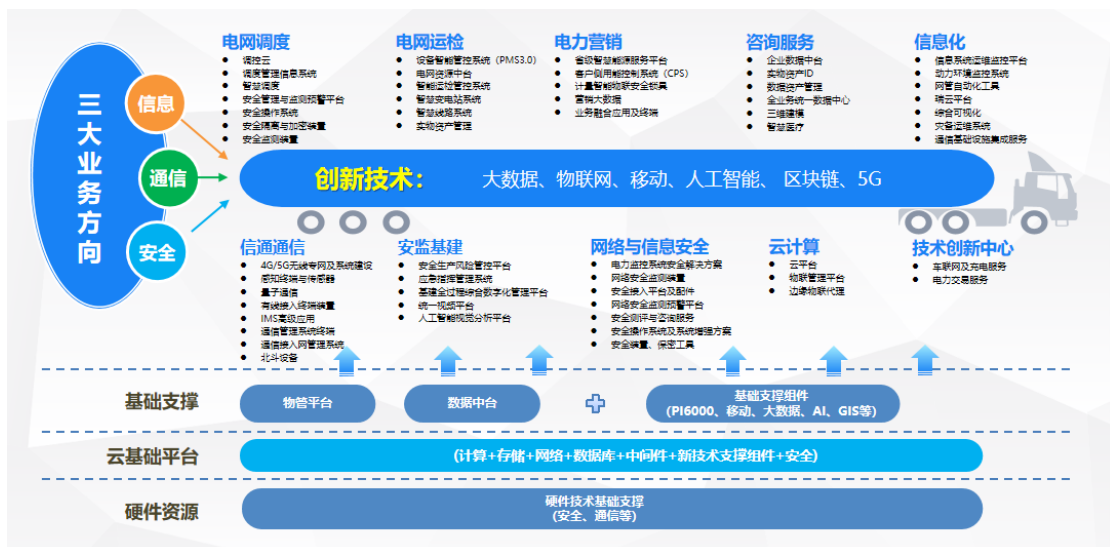 三大业务方向
信息
通信
安全
电网调度
● 调控云
● 调度管理信息系统
● 智慧调度
● 安全管理与监测预警平台
● 安全操作系统
● 安全隔离与加密装置
● 安全监测装置
电网运检
● 设备智能管控系统（PMS3.0）
● 电网资源中台
● 智能运检管控系统
● 智慧变电站系统
● 智慧线路系统
● 实物资产管理
电力营销
● 省级智慧能源服务平台
● 客户侧用能控制系统（CPS）
● 计量智能物联安全锁具
● 营销大数据
● 业务融合应用及终端
咨询服务
● 企业数据中台
● 实物资产ID
● 数据资产管理
● 全业务统一数据中心
● 三维建模
● 智慧医疗
信息化
● 信息系统运维监控平台
● 动力环境监控系统
● 网管自动化工具
● 瑞云平台
● 综合可视化
● 灾备运维系统
● 通信基础设施集成服务
创新技术： 大数据、物联网、移动、人工智能、 区块链、5G
信通通信
● 4G/5G无线专网及系统建设
● 感知终端与传感器
● 量子通信
● 有线接入终端装置
● IMS高级应用
● 通信管理系统终端
● 通信接入网管理系统
● 北斗设备
安监基建
● 安全生产风险管控平台
● 应急指挥管理系统
● 基建全过程综合数字化管理平台
● 统一视频平台
● 人工智能视觉分析平台
网络与信息安全
● 电力监控系统安全解决方案
● 网络安全监测装置
● 安全接入平台及配件
● 网络安全监测预警平台
● 安全测评与咨询服务
● 安全操作系统及系统增强方案
● 安全装置、保密工具
云计算
● 云平台
● 物联管理平台
● 边缘物联代理
技术创新中心
● 车联网及充电服务
● 电力交易服务
基础支撑
物管平台
数据中台
基础支撑组件
(PI6000、移动、大数据、AI、GIS等)
云基础平台
(计算+存储+网络+数据库+中间件+新技术支撑组件+安全)
硬件资源
硬件技术基础支撑
(安全、通信等)